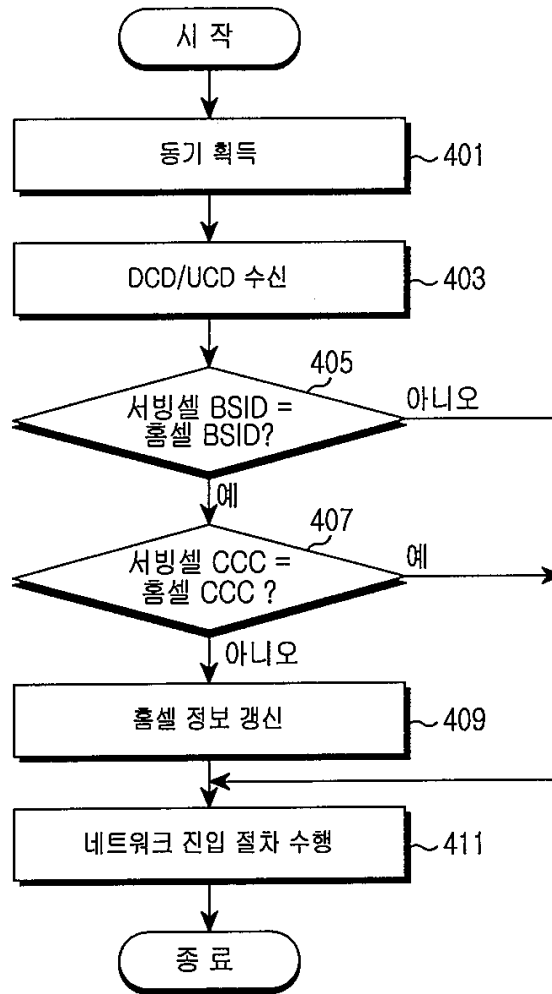 시 작
동기 획득
401
DCD/UCD 수신
403
405
서빙셀 BSID =
홈셀 BSID?
아니오
예
407
서빙셀 CCC =
홈셀 CCC ?
예
아니오
홈셀 정보 갱신
409
네트워크 진입 절차 수행
411
종 료